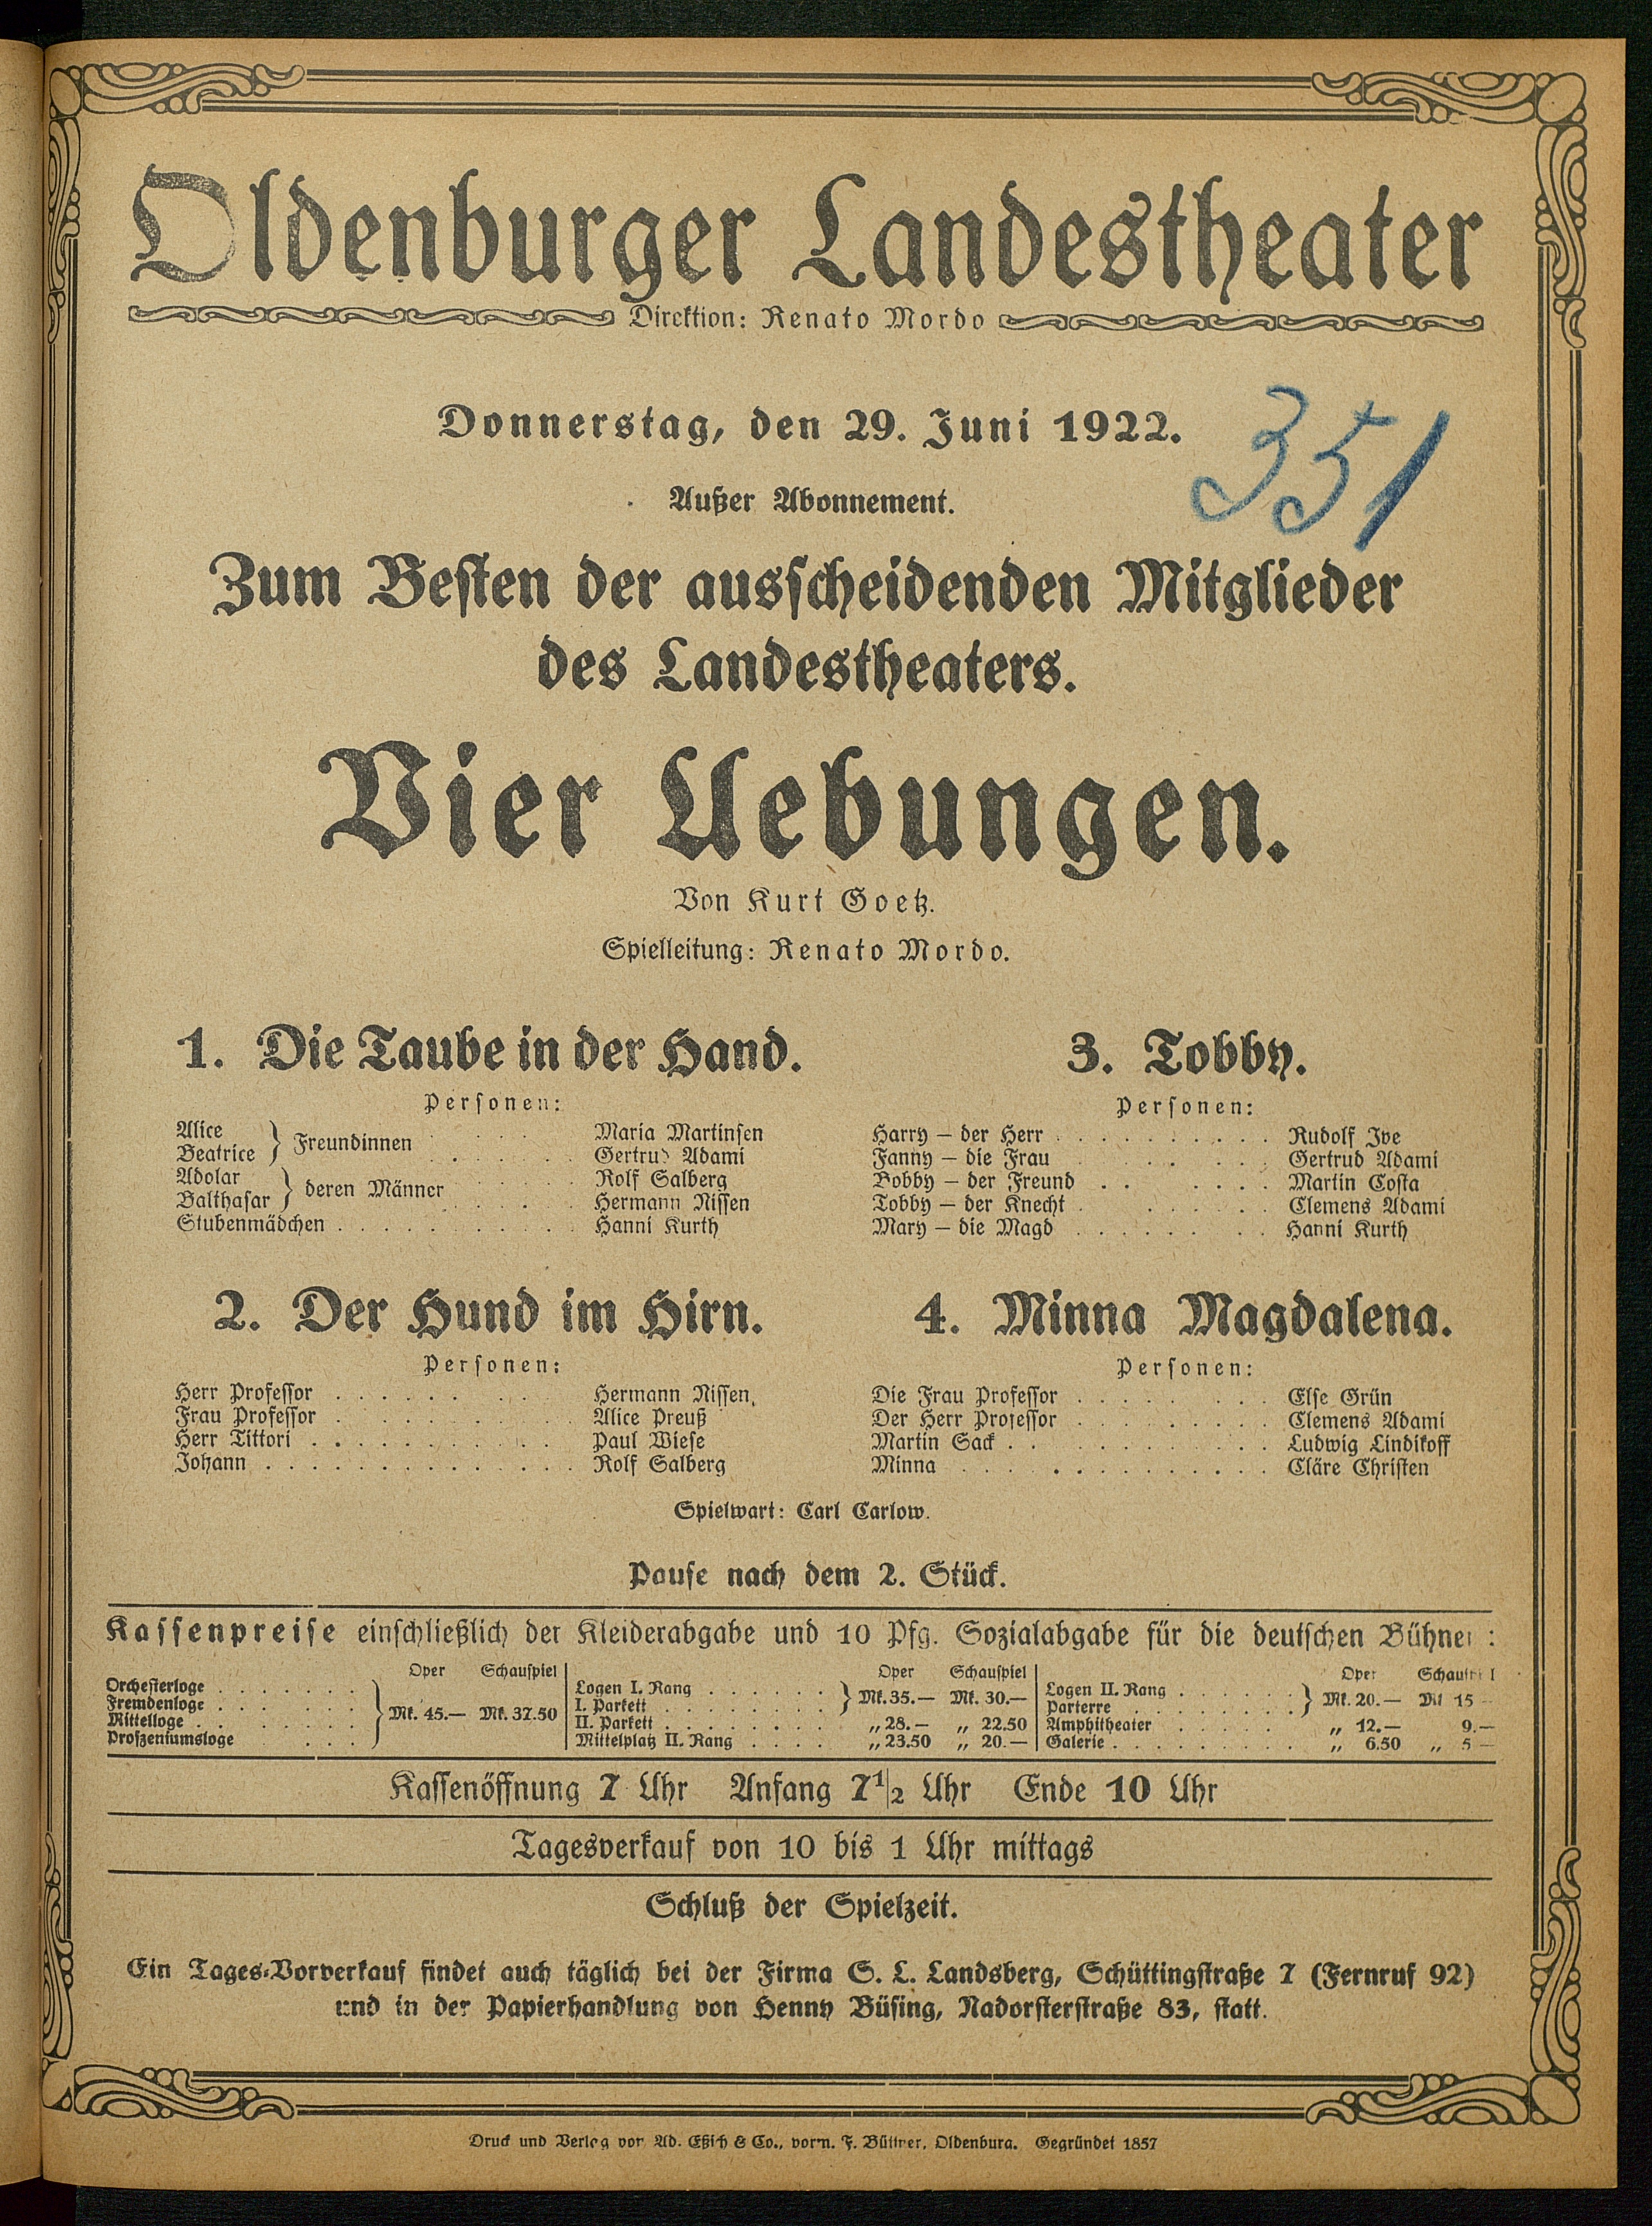 Oldenburger Landestheater
Direktion: Renato Mordo
Donnerstag, den 29. Juni 1922.
351
Außer Abonnement.
Zum Besten der ausscheidenden Mitglieder
des Landestheaters.
Vier Uebungen.
Von Kurt Goetz.
Spielleitung: Renato Mordo.
1. Die Taube in der Hand.
Personen:
Alice
Beatrice } Freundinnen . . . . Maria Martinsen
Gertrud Adami
Adolar
Balthasar } deren Männer . . . . Rolf Salberg
Hermann Nissen
Stubenmädchen . . . . . . . . . . . Hanni Kurth
2. Der Hund im Hirn.
Personen:
Herr Professor . . . . . . . . . Hermann Nissen,
Frau Professor . . . . . . . . . Alice Preuß
Herr Tittori . . . . . . . . . . . Paul Wiese
Johann . . . . . . . . . . . . . . Rolf Salberg
3. Tobby.
Personen:
Harry – der Herr . . . . . . . . . . Rudolf Ive
Fanny – die Frau . . . . . . Gertrud Adami
Bobby – der Freund . . . . . . Martin Costa
Tobby – der Knecht . . . . . . . Clemens Adami
Mary – die Magd . . . . . . . . Hanni Kurth
4. Minna Magdalena.
Personen:
Die Frau Professor . . . . . . . . . Else Grün
Der Herr Professor . . . . . . . . . Clemens Adami
Martin Sack . . . . . . . . . . . . Ludwig Lindikoff
Minna . . . . . . . . . . . . . Cläre Christen
Spielwart: Carl Carlow.
Pause nach dem 2. Stück.
Kassenpreise einschließlich der Kleiderabgabe und 10 Pfg. Sozialabgabe für die deutschen Bühnen:
Oper Schauspiel
Orchesterloge . . . . . . .
Fremdenloge . . . . . . .
Mittelloge . . . . . . . .
Proszeniumsloge . . . } Mk. 45.— Mk. 37.50
Oper Schauspiel
Logen I. Rang . . . . . .
I. Parkett . . . . . . . . } Mk. 35.— Mk. 30.—
II. Parkett . . . . . . . . „ 28.— „ 22.50
Mittelplatz II. Rang . . . . „ 23.50 „ 20.—
Oper Schauspiel
Logen II. Rang . . . . . .
Parterre . . . . . . . . } Mk. 20.— Mk 15 —
Amphitheater . . . . . „ 12.— 9.—
Galerie . . . . . . . . . „ 6.50 „ 5 —
Kassenöffnung 7 Uhr Anfang 7½ Uhr Ende 10 Uhr
Tagesverkauf von 10 bis 1 Uhr mittags
Schluß der Spielzeit.
Ein Tages-Vorverkauf findet auch täglich bei der Firma S. L. Landsberg, Schüttingstraße 7 (Fernruf 92)
und in der Papierhandlung von Henny Büsing, Nadorsterstraße 83, statt.
Druck und Verlag von Ad. Eßich & Co., vorm. F. Büttner, Oldenburg. Gegründet 1857